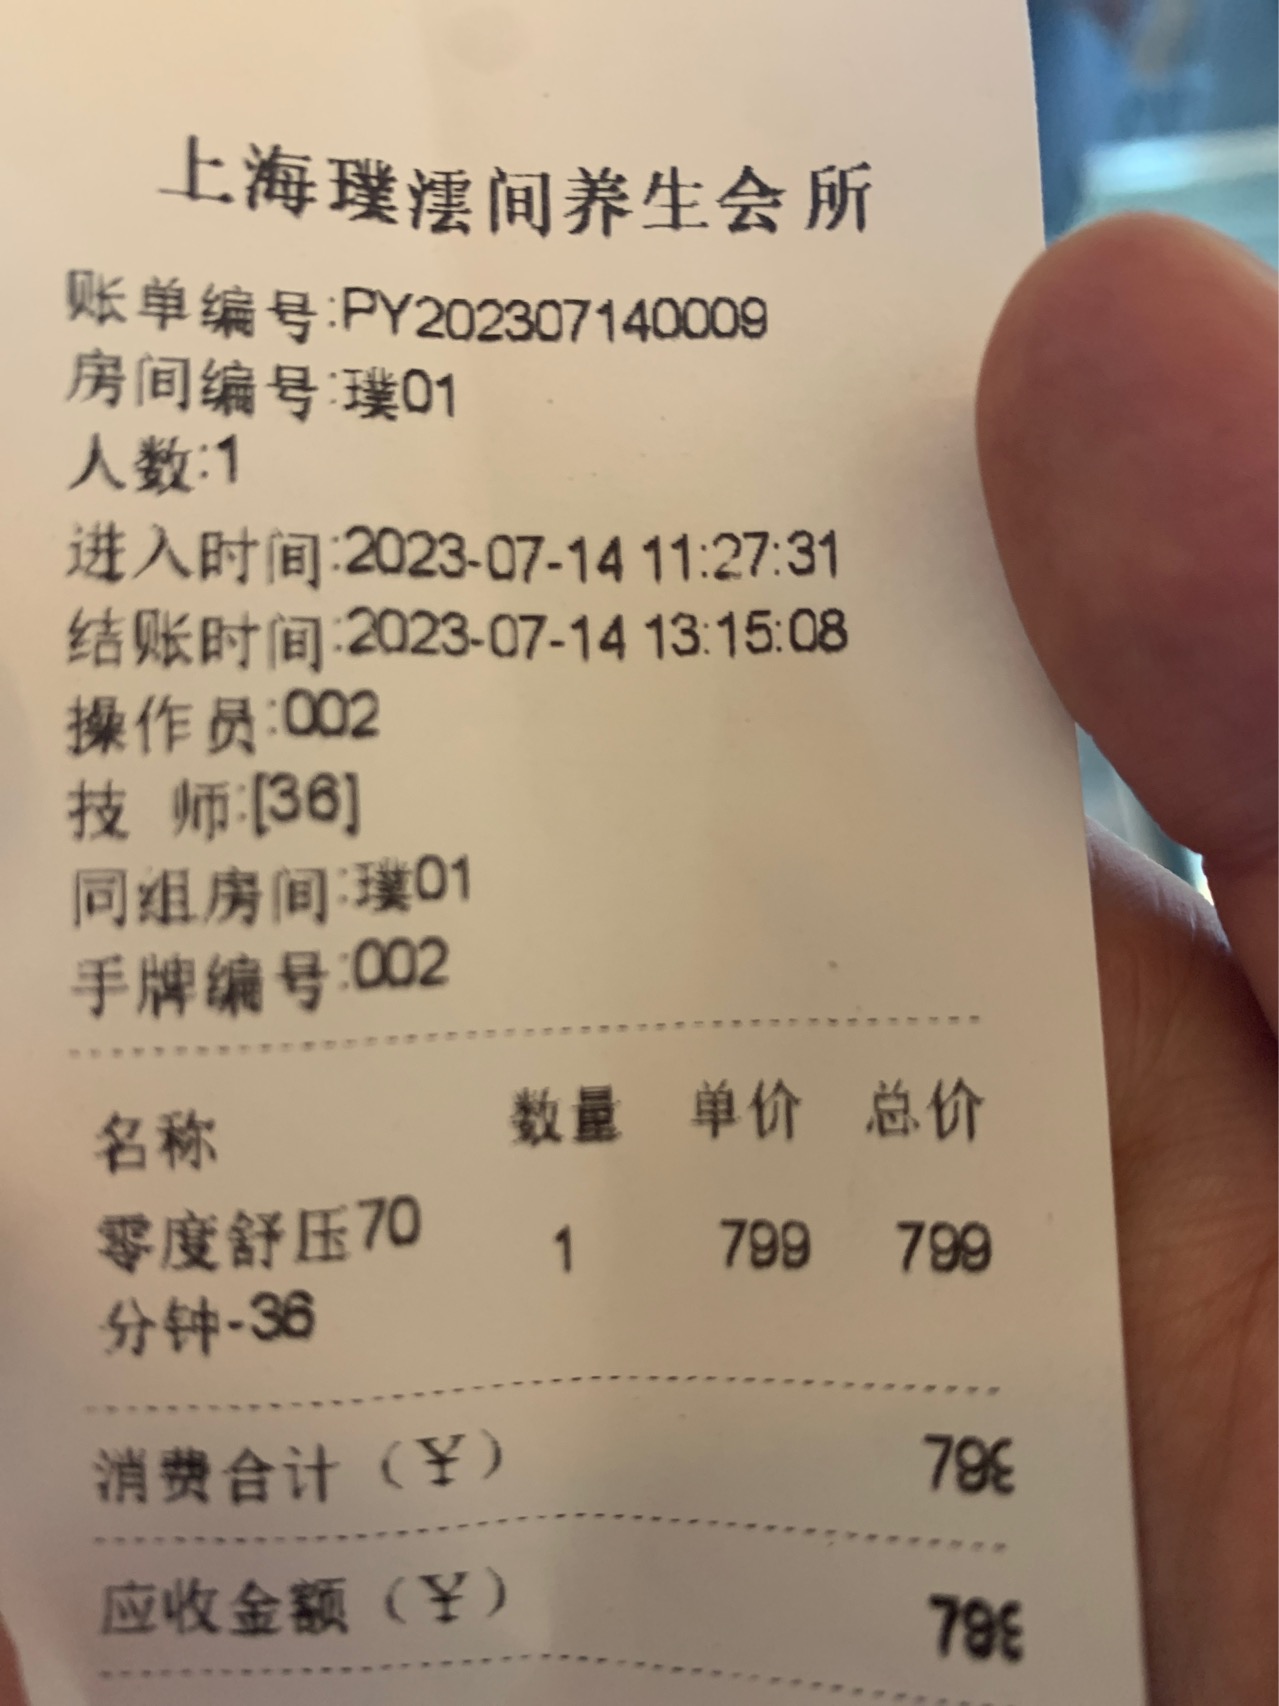 上海璞澐间养生会所
账单编号:PY202307140009
房间编号:璞01
人数:1
进入时间:2023-07-14 11:27:31
结账时间:2023-07-14 13:15:08
操作员:002
技 师:[36]
同组房间:璞01
手牌编号:002
名称 数量 单价 总价
零度舒压70 1 799 799
分钟-36
消费合计（¥）
应收金额（¥）